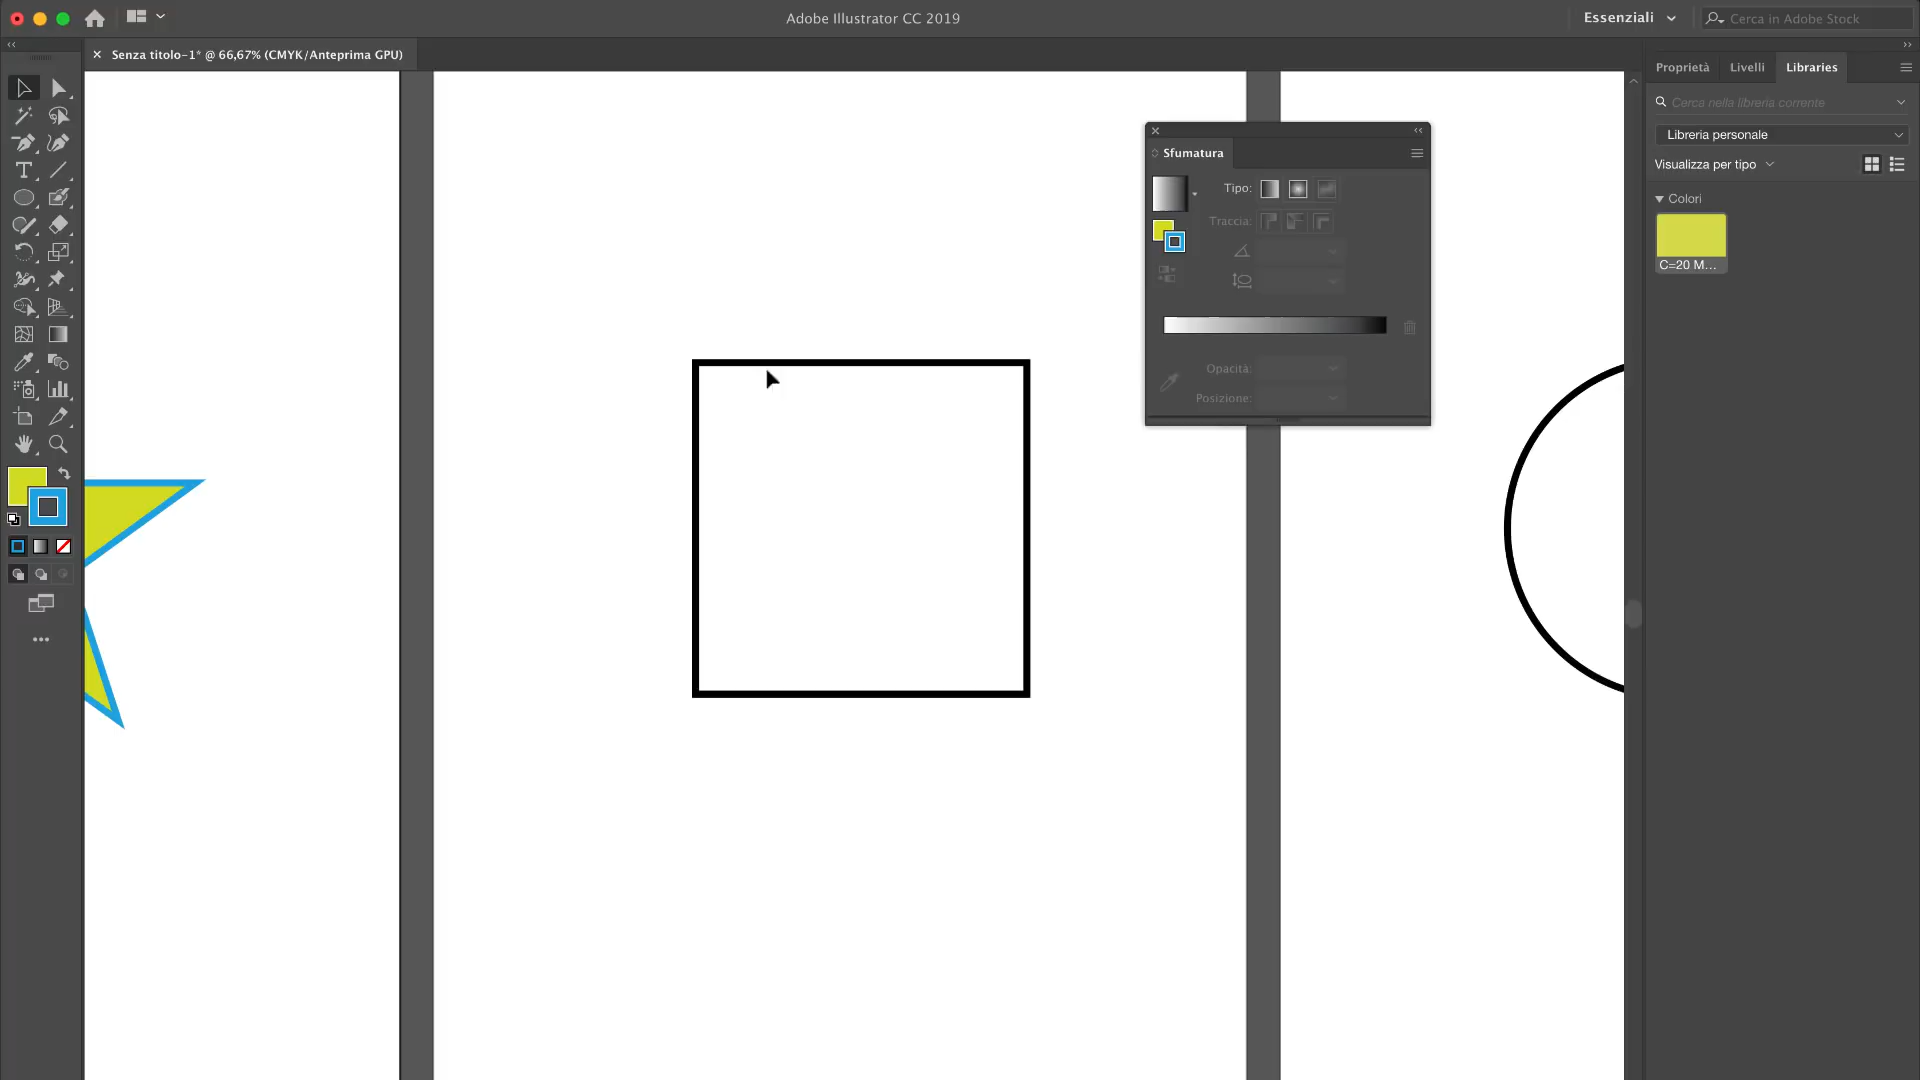 Adobe Illustrator CC 2019
Essenziali
Cerca in Adobe Stock
Senza titolo-1* @ 66,67% (CMYK/Anteprima GPU)
Proprietà
Livelli
Libraries
Cerca nella libreria corrente
Libreria personale
Visualizza per tipo
Colori
C=20 M...
Sfumatura
Tipo:
Traccia:
Opacità:
Posizione: